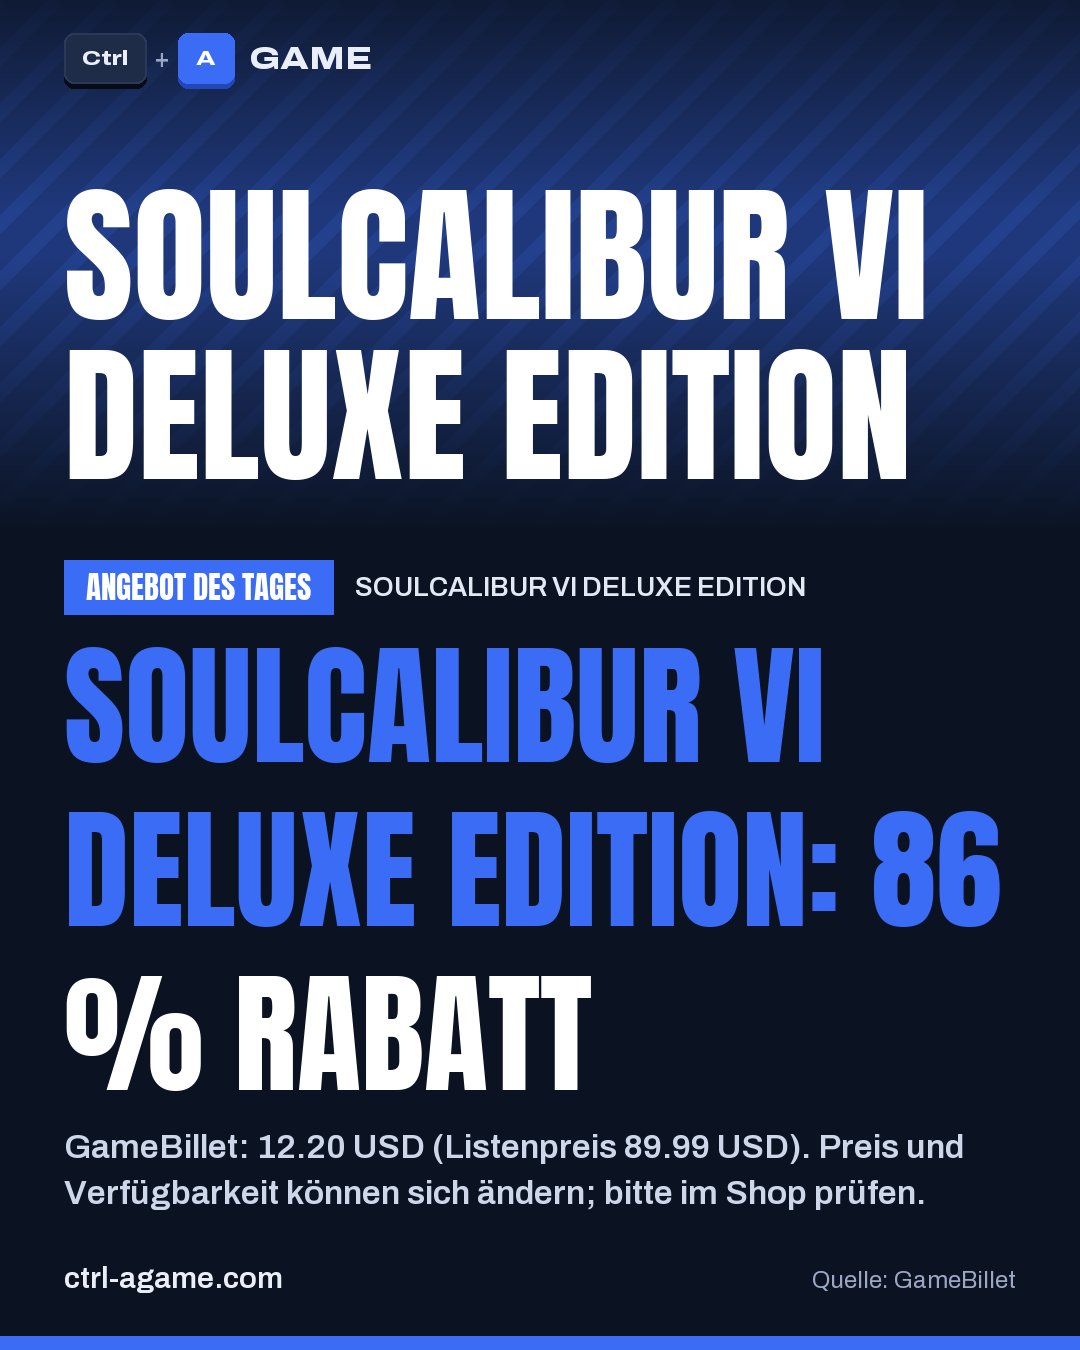 Ctrl + A GAME
SOULCALIBUR VI
DELUXE EDITION
ANGEBOT DES TAGES SOULCALIBUR VI DELUXE EDITION
SOULCALIBUR VI
DELUXE EDITION: 86
% RABATT
GameBillet: 12.20 USD (Listenpreis 89.99 USD). Preis und
Verfügbarkeit können sich ändern; bitte im Shop prüfen.
ctrl-agame.com
Quelle: GameBillet